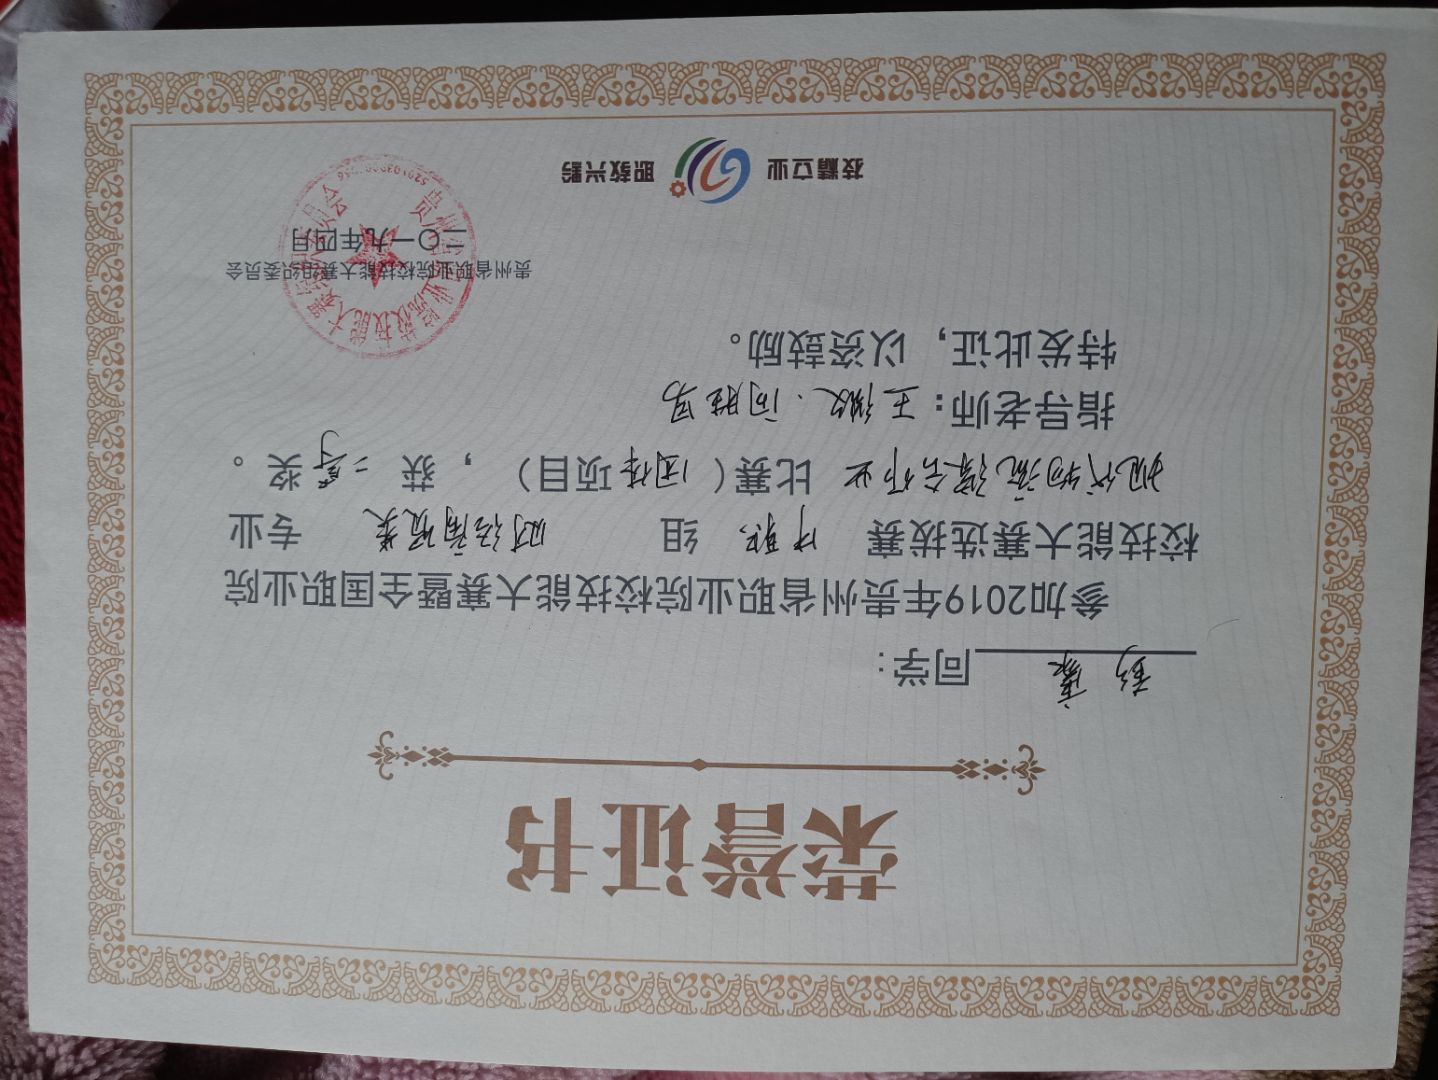 荣誉证书
同学：
参加2019年贵州省职业院校技能大赛暨全国职业院
校技能大赛选拔赛 中职 组 财经商贸类 专业
现代物流综合作业 比赛（团体项目），获 二等 奖。
指导老师：王微、
特发此证，以资鼓励。
贵州省职业院校技能大赛组织委员会
二〇一九年四月
技精立业 职教兴黔